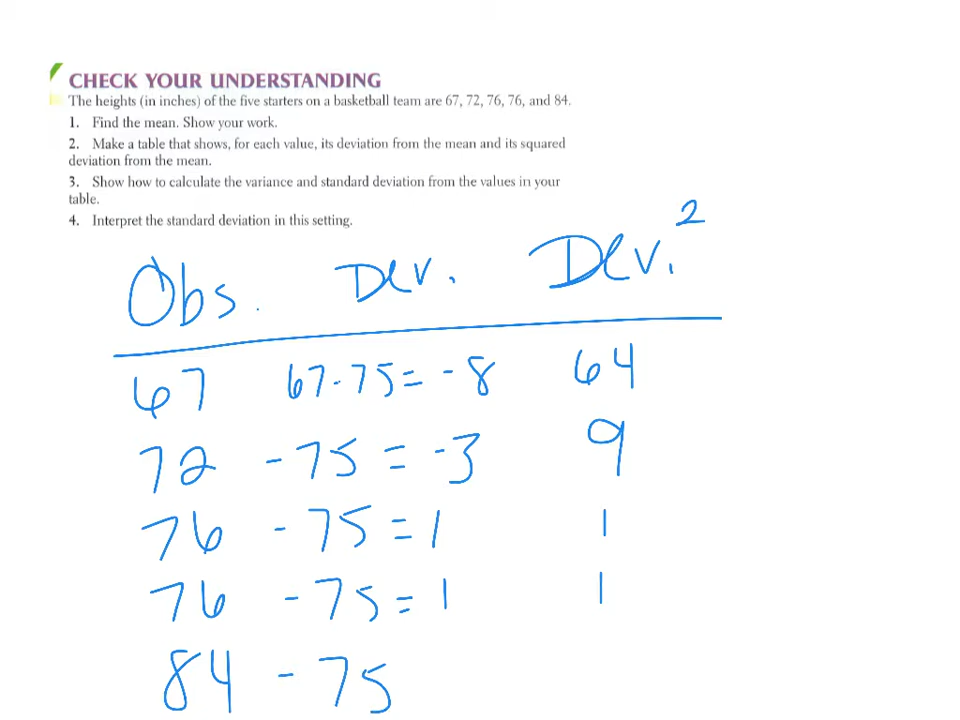 CHECK YOUR UNDERSTANDING
The heights (in inches) of the five starters on a basketball team are 67, 72, 76, 76, and 84.
1. Find the mean. Show your work.
2. Make a table that shows, for each value, its deviation from the mean and its squared
deviation from the mean.
3. Show how to calculate the variance and standard deviation from the values in your
table.
4. Interpret the standard deviation in this setting.
Obs. Dev. Dev.²
67 67-75=-8 64
72 -75 = -3 9
76 -75 = 1 1
76 -75 = 1 1
84 -75